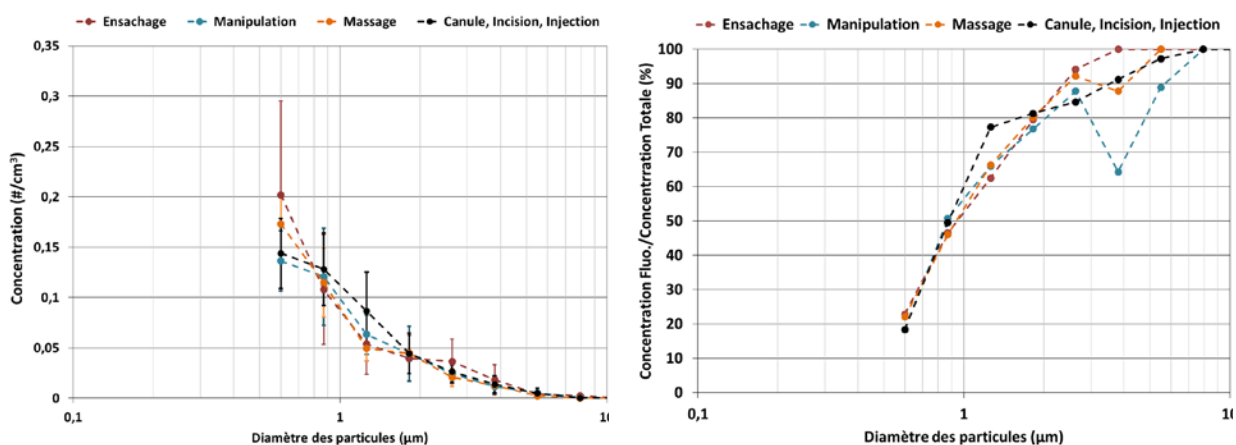 Ensachage Manipulation Massage Canule, Incision, Injection
0,35
0,3
0,25
0,2
0,15
0,1
0,05
0
Concentration (#/cm³)
0,1 1 10
Diamètre des particules (µm)
Ensachage Manipulation Massage Canule, Incision, Injection
100
90
80
70
60
50
40
30
20
10
0
Concentration Fluo./Concentrration Totale (%)
0,1 1 10
Diamètre des particules (µm)